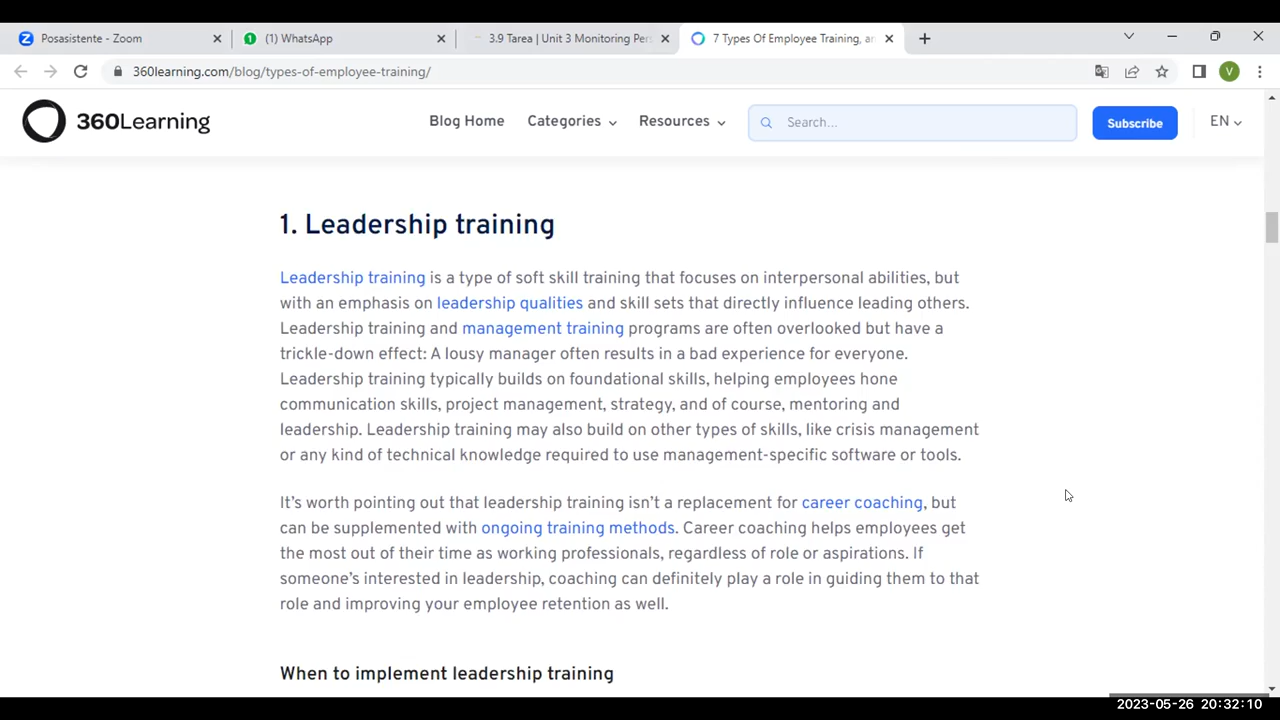 Posasistente - Zoom
(1) WhatsApp
3.9 Tarea | Unit 3 Monitoring Per
7 Types Of Employee Training, an
360learning.com/blog/types-of-employee-training/
V
360Learning
Blog Home
Categories
Resources
Search...
Subscribe
EN
1. Leadership training
Leadership training is a type of soft skill training that focuses on interpersonal abilities, but
with an emphasis on leadership qualities and skill sets that directly influence leading others.
Leadership training and management training programs are often overlooked but have a
trickle-down effect: A lousy manager often results in a bad experience for everyone.
Leadership training typically builds on foundational skills, helping employees hone
communication skills, project management, strategy, and of course, mentoring and
leadership. Leadership training may also build on other types of skills, like crisis management
or any kind of technical knowledge required to use management-specific software or tools.
It's worth pointing out that leadership training isn't a replacement for career coaching, but
can be supplemented with ongoing training methods. Career coaching helps employees get
the most out of their time as working professionals, regardless of role or aspirations. If
someone's interested in leadership, coaching can definitely play a role in guiding them to that
role and improving your employee retention as well.
When to implement leadership training
2023-05-26 20:32:10